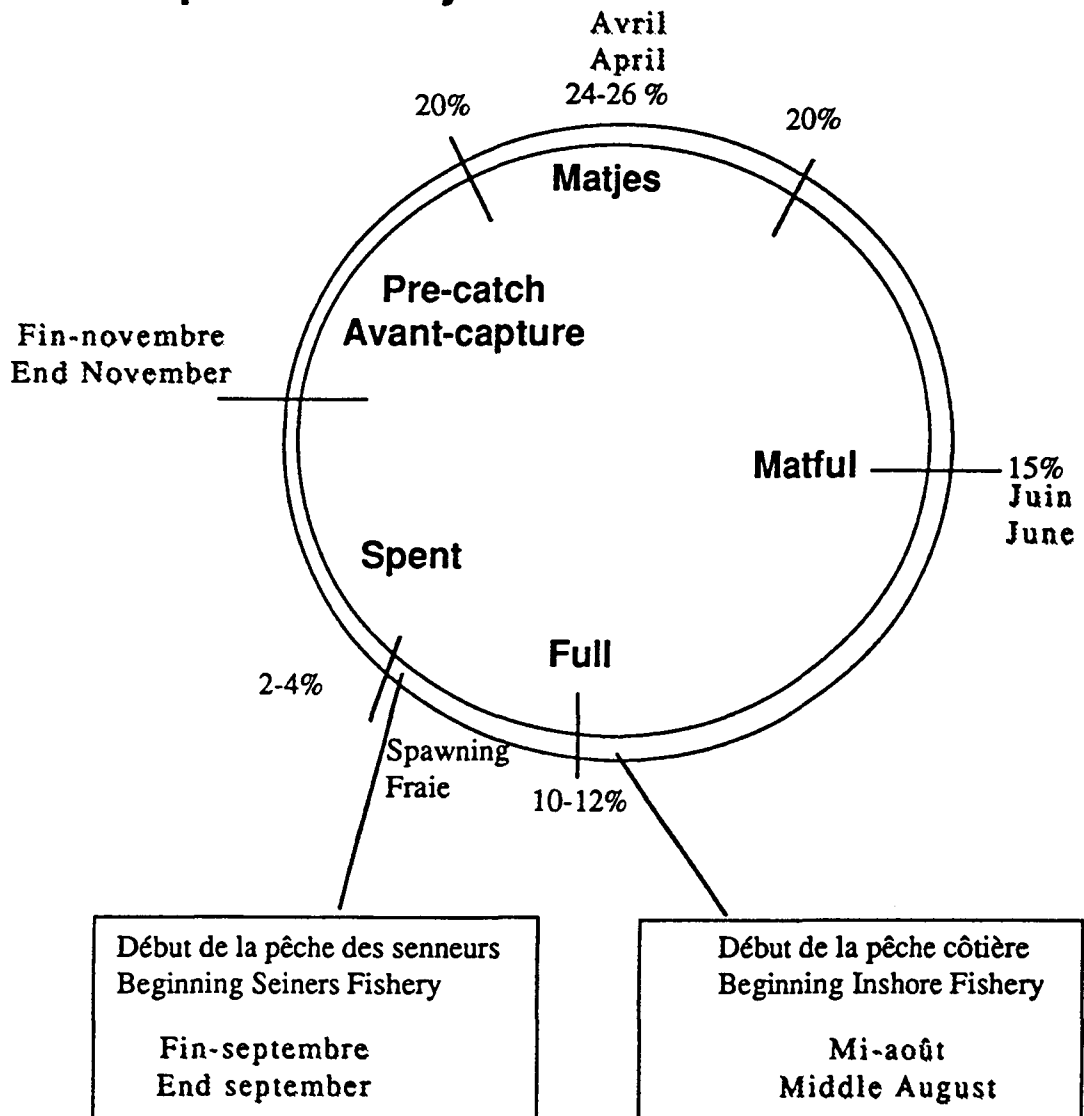 Avril
April
24-26 %
20%
20%
Matjes
Pre-catch
Avant-capture
Fin-novembre
End November
Matful
15%
Juin
June
Spent
Full
2-4%
Spawning
Fraie
10-12%
Début de la pêche des senneurs
Beginning Seiners Fishery
Fin-septembre
End september
Début de la pêche côtière
Beginning Inshore Fishery
Mi-août
Middle August